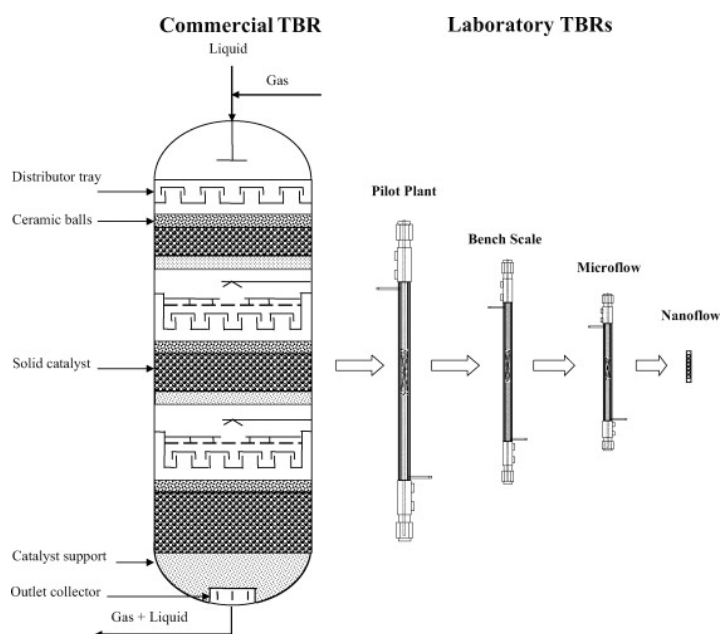 Commercial TBR
Laboratory TBRs
Liquid
Gas
Distributor tray
Ceramic balls
Solid catalyst
Catalyst support
Outlet collector
Gas + Liquid
Pilot Plant
Bench Scale
Microflow
Nanoflow